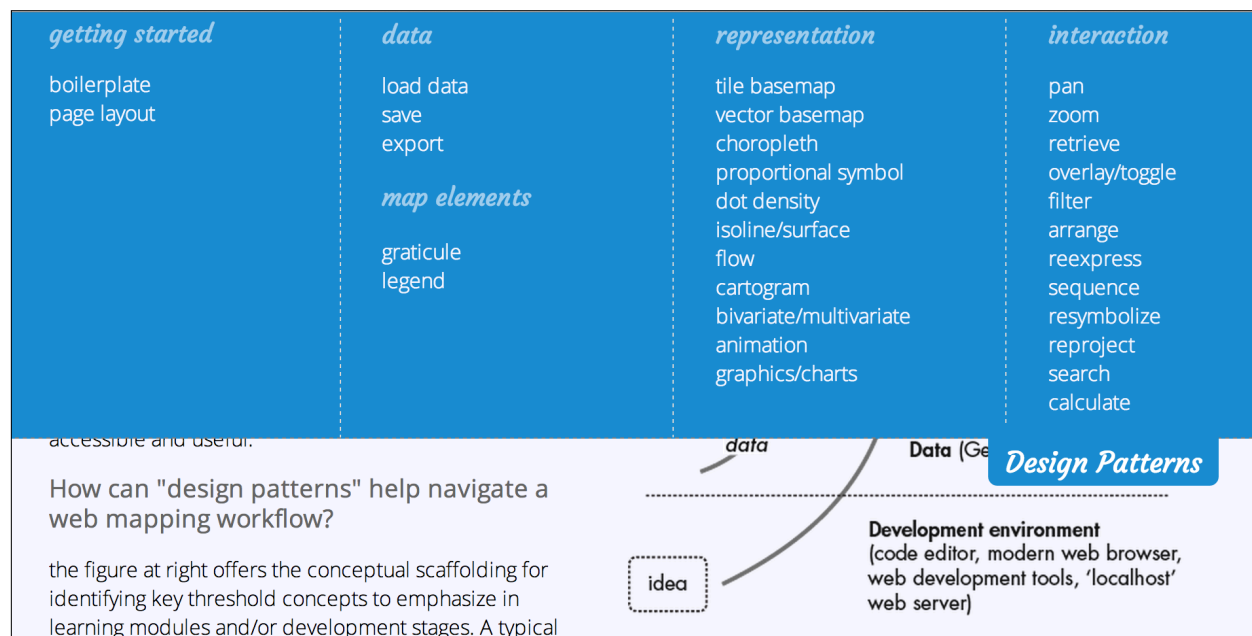 getting started
boilerplate
page layout
data
load data
save
export
map elements
graticule
legend
representation
tile basemap
vector basemap
choropleth
proportional symbol
dot density
isoline/surface
flow
cartogram
bivariate/multivariate
animation
graphics/charts
interaction
pan
zoom
retrieve
overlay/toggle
filter
arrange
reexpress
sequence
resymbolize
reproject
search
calculate
Design Patterns
accessible and useful.
How can "design patterns" help navigate a
web mapping workflow?
the figure at right offers the conceptual scaffolding for
identifying key threshold concepts to emphasize in
learning modules and/or development stages. A typical
data
Data (Ge
Development environment
(code editor, modern web browser,
web development tools, ‘localhost’
web server)
idea